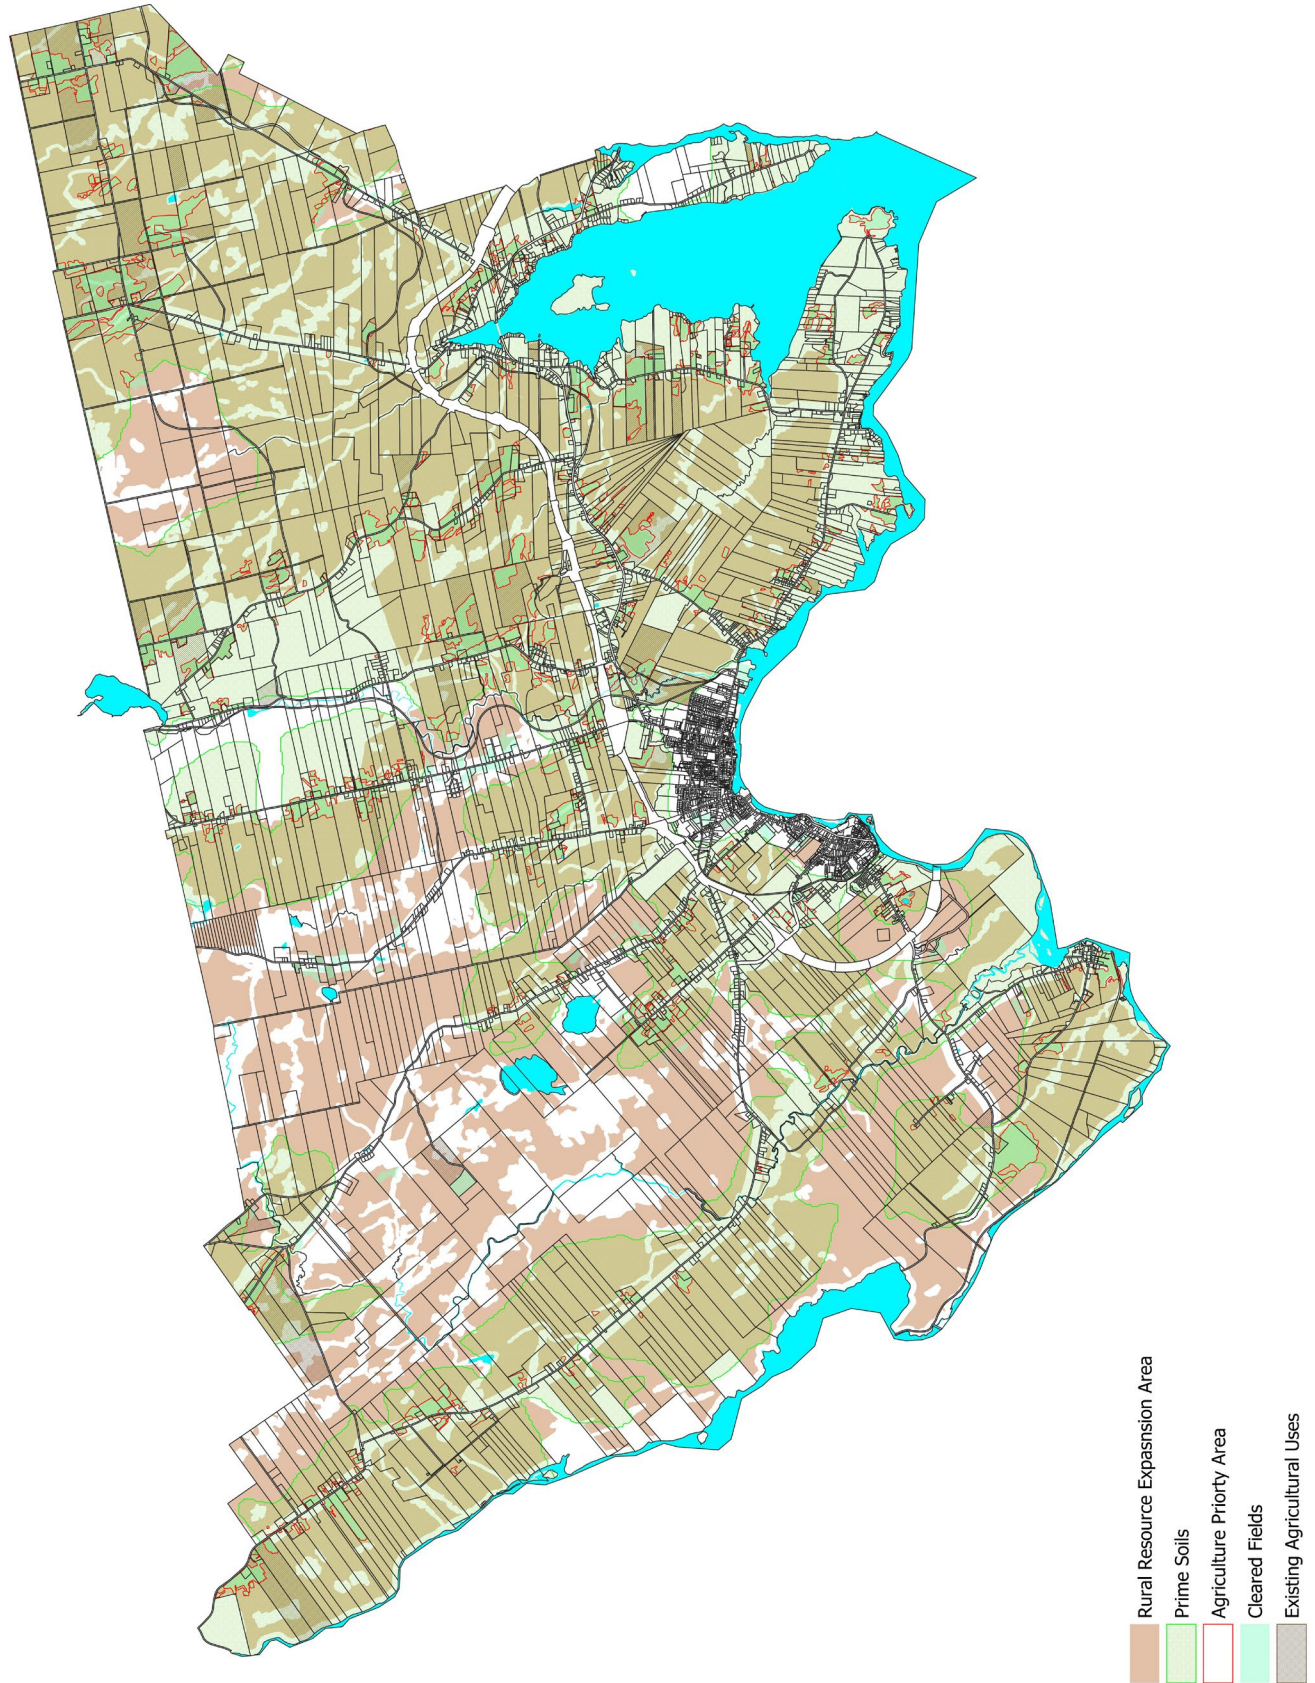 Rural Resource Expasnsion Area
Prime Soils
Agriculture Priorty Area
Cleared Fields
Existing Agricultural Uses